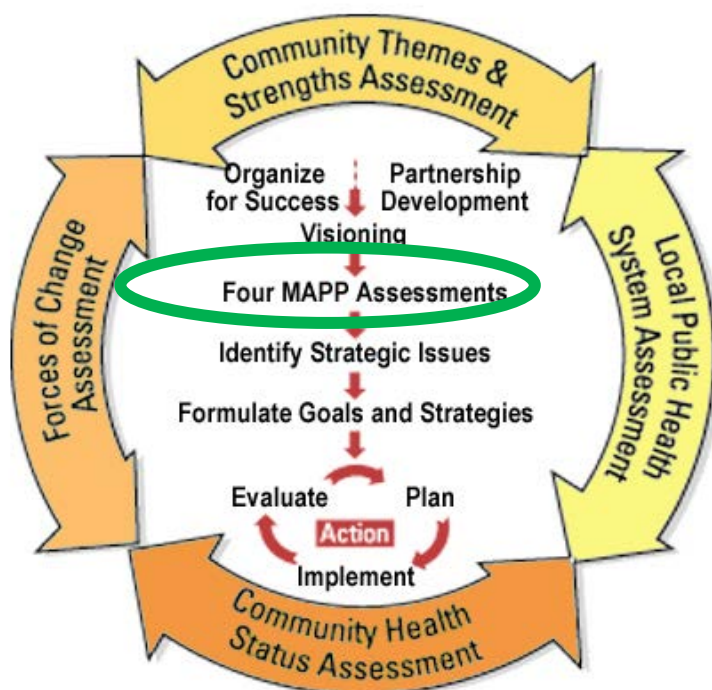 Community Themes &
Strengths Assessment
Organize
for Success
Partnership
Development
Visioning
Four MAPP Assessments
Identify Strategic Issues
Formulate Goals and Strategies
Evaluate
Plan
Action
Implement
Forces of Change
Assessment
Local Public Health
System Assessment
Community Health
Status Assessment